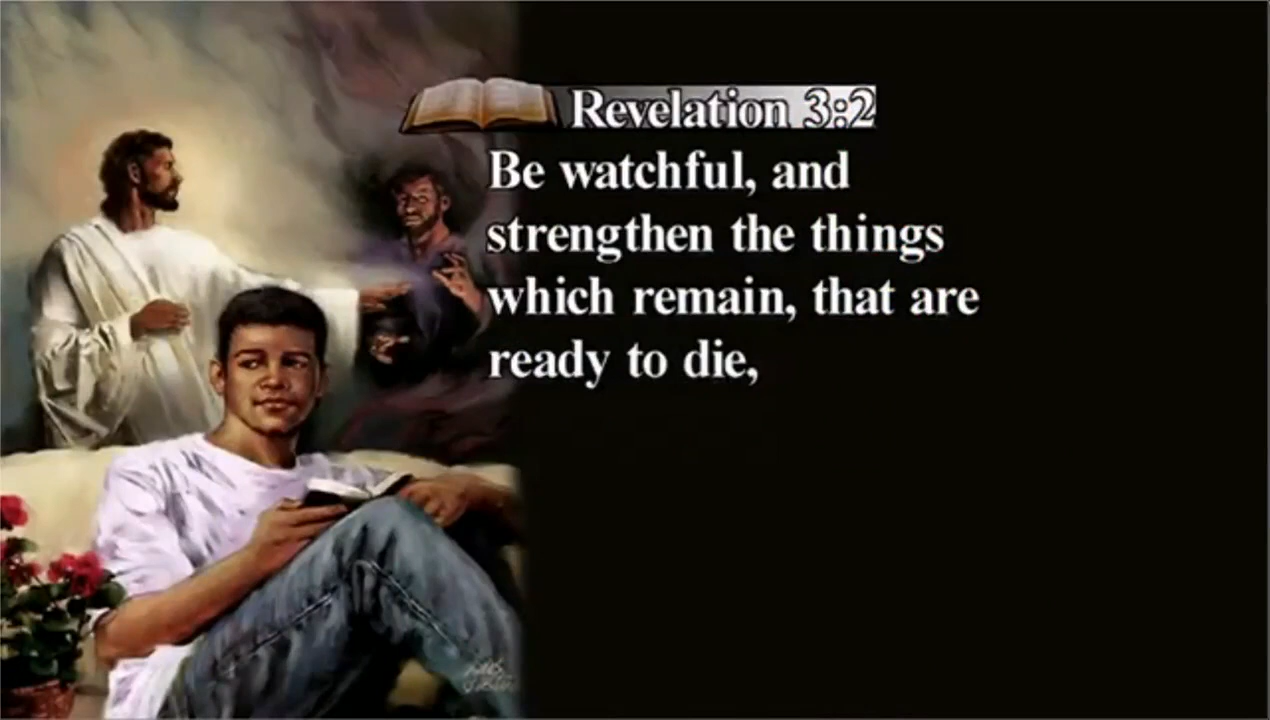 Revelation 3:2
Be watchful, and
strengthen the things
which remain, that are
ready to die,